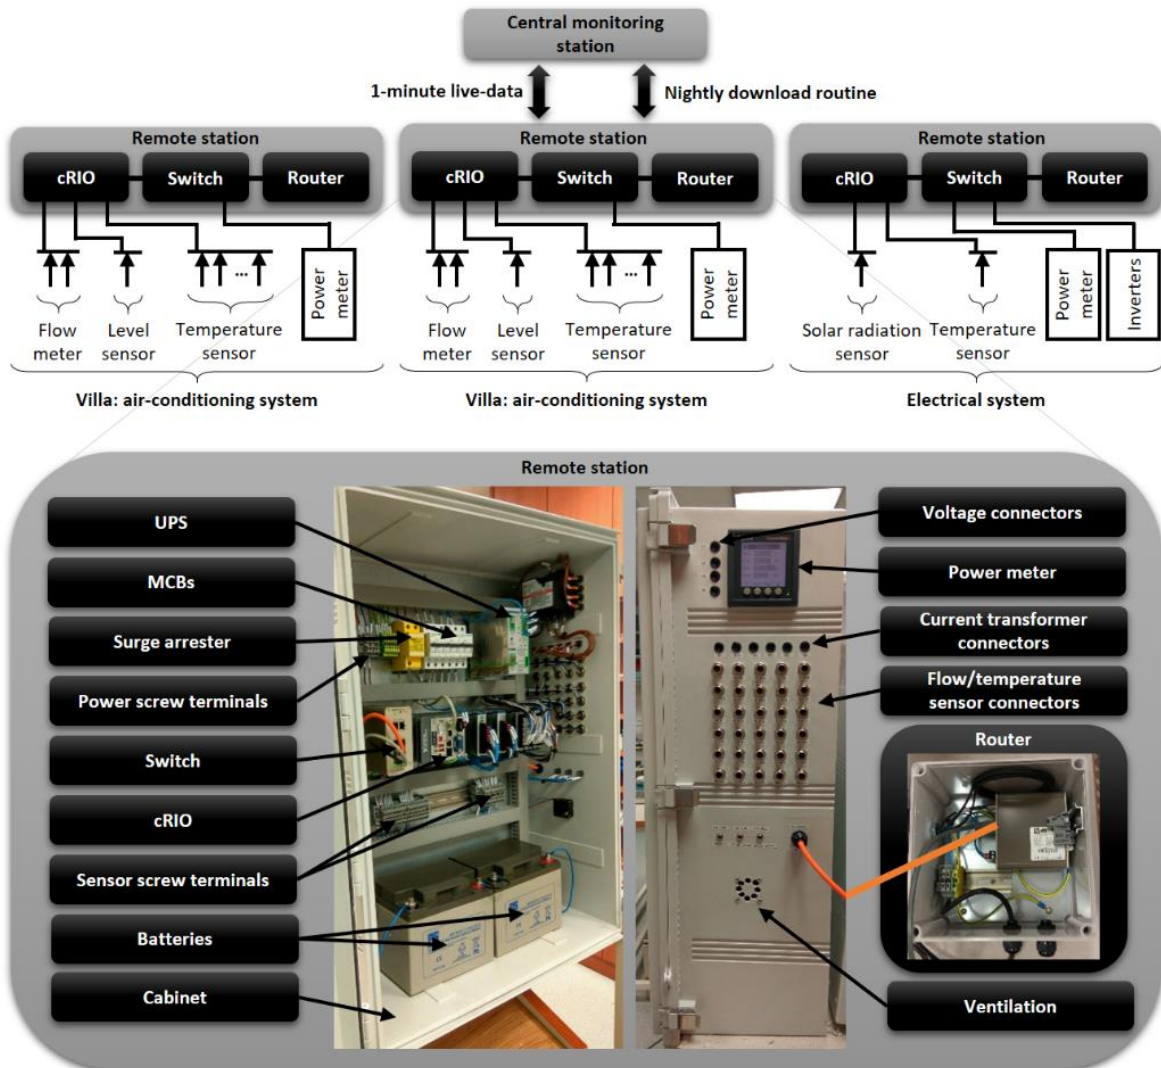 Central monitoring
station
1-minute live-data
Nightly download routine
Remote station
Remote station
Remote station
cRIO
Switch
Router
cRIO
Switch
Router
cRIO
Switch
Router
...
Power
meter
...
Power
meter
Power
meter
Inverters
Flow
meter
Level
sensor
Temperature
sensor
Flow
meter
Level
sensor
Temperature
sensor
Solar radiation
sensor
Temperature
sensor
Villa: air-conditioning system
Villa: air-conditioning system
Electrical system
Remote station
UPS
MCBs
Surge arrester
Power screw terminals
Switch
cRIO
Sensor screw terminals
Batteries
Cabinet
Voltage connectors
Power meter
Current transformer
connectors
Flow/temperature
sensor connectors
Router
Ventilation